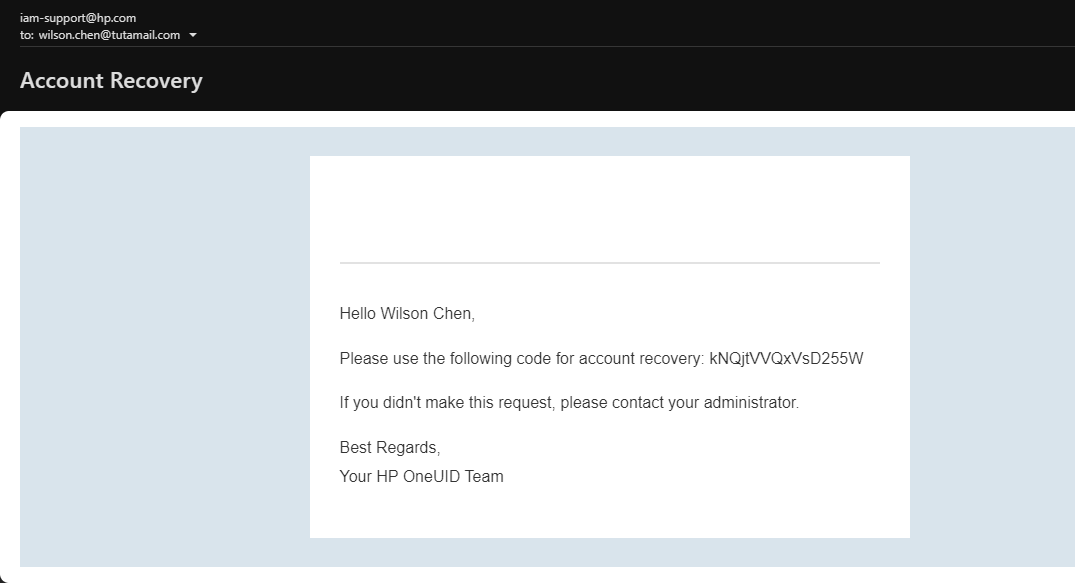 iam-support@hp.com
to: wilson.chen@tutamail.com
Account Recovery
Hello Wilson Chen,
Please use the following code for account recovery: kNQjtVVQxVsD255W
If you didn't make this request, please contact your administrator.
Best Regards,
Your HP OneUID Team